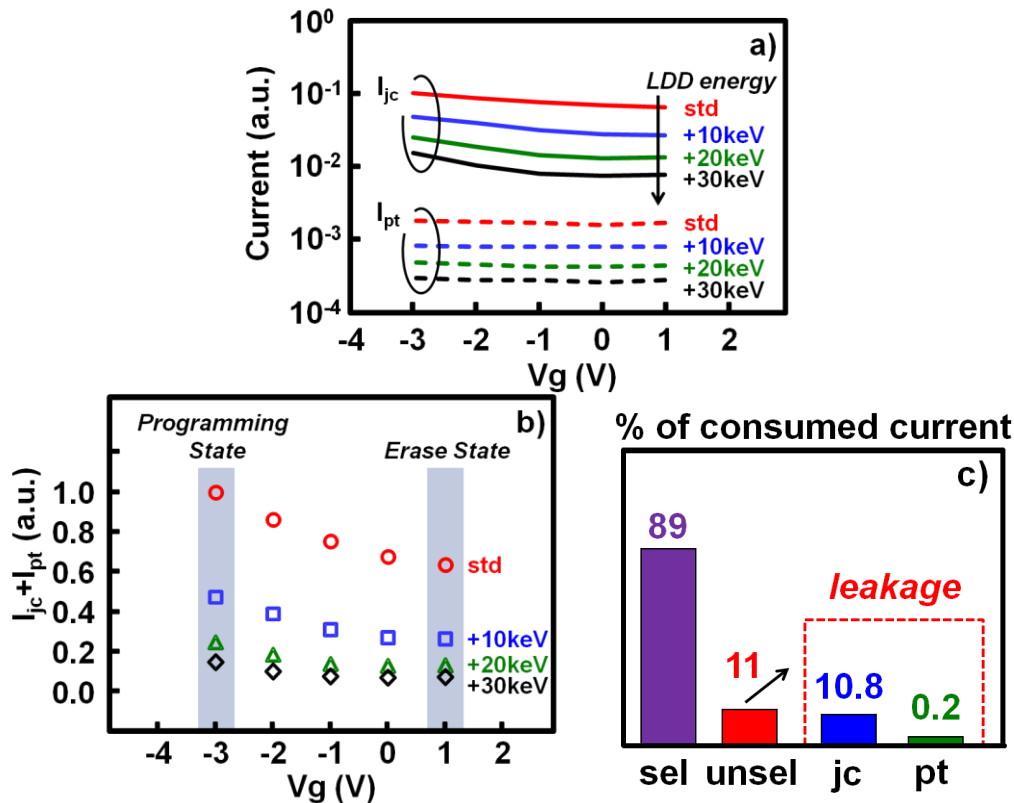 a)
Current (a.u.)
10⁰
10⁻¹
10⁻²
10⁻³
10⁻⁴
I_jc
I_pt
LDD energy
std
+10keV
+20keV
+30keV
std
+10keV
+20keV
+30keV
-4 -3 -2 -1 0 1 2
Vg (V)
b)
Programming
State
Erase State
I_jc+I_pt (a.u.)
1.0
0.8
0.6
0.4
0.2
0.0
std
+10keV
+20keV
+30keV
-4 -3 -2 -1 0 1 2
Vg (V)
% of consumed current
c)
89
leakage
11
10.8
0.2
sel unsel jc pt